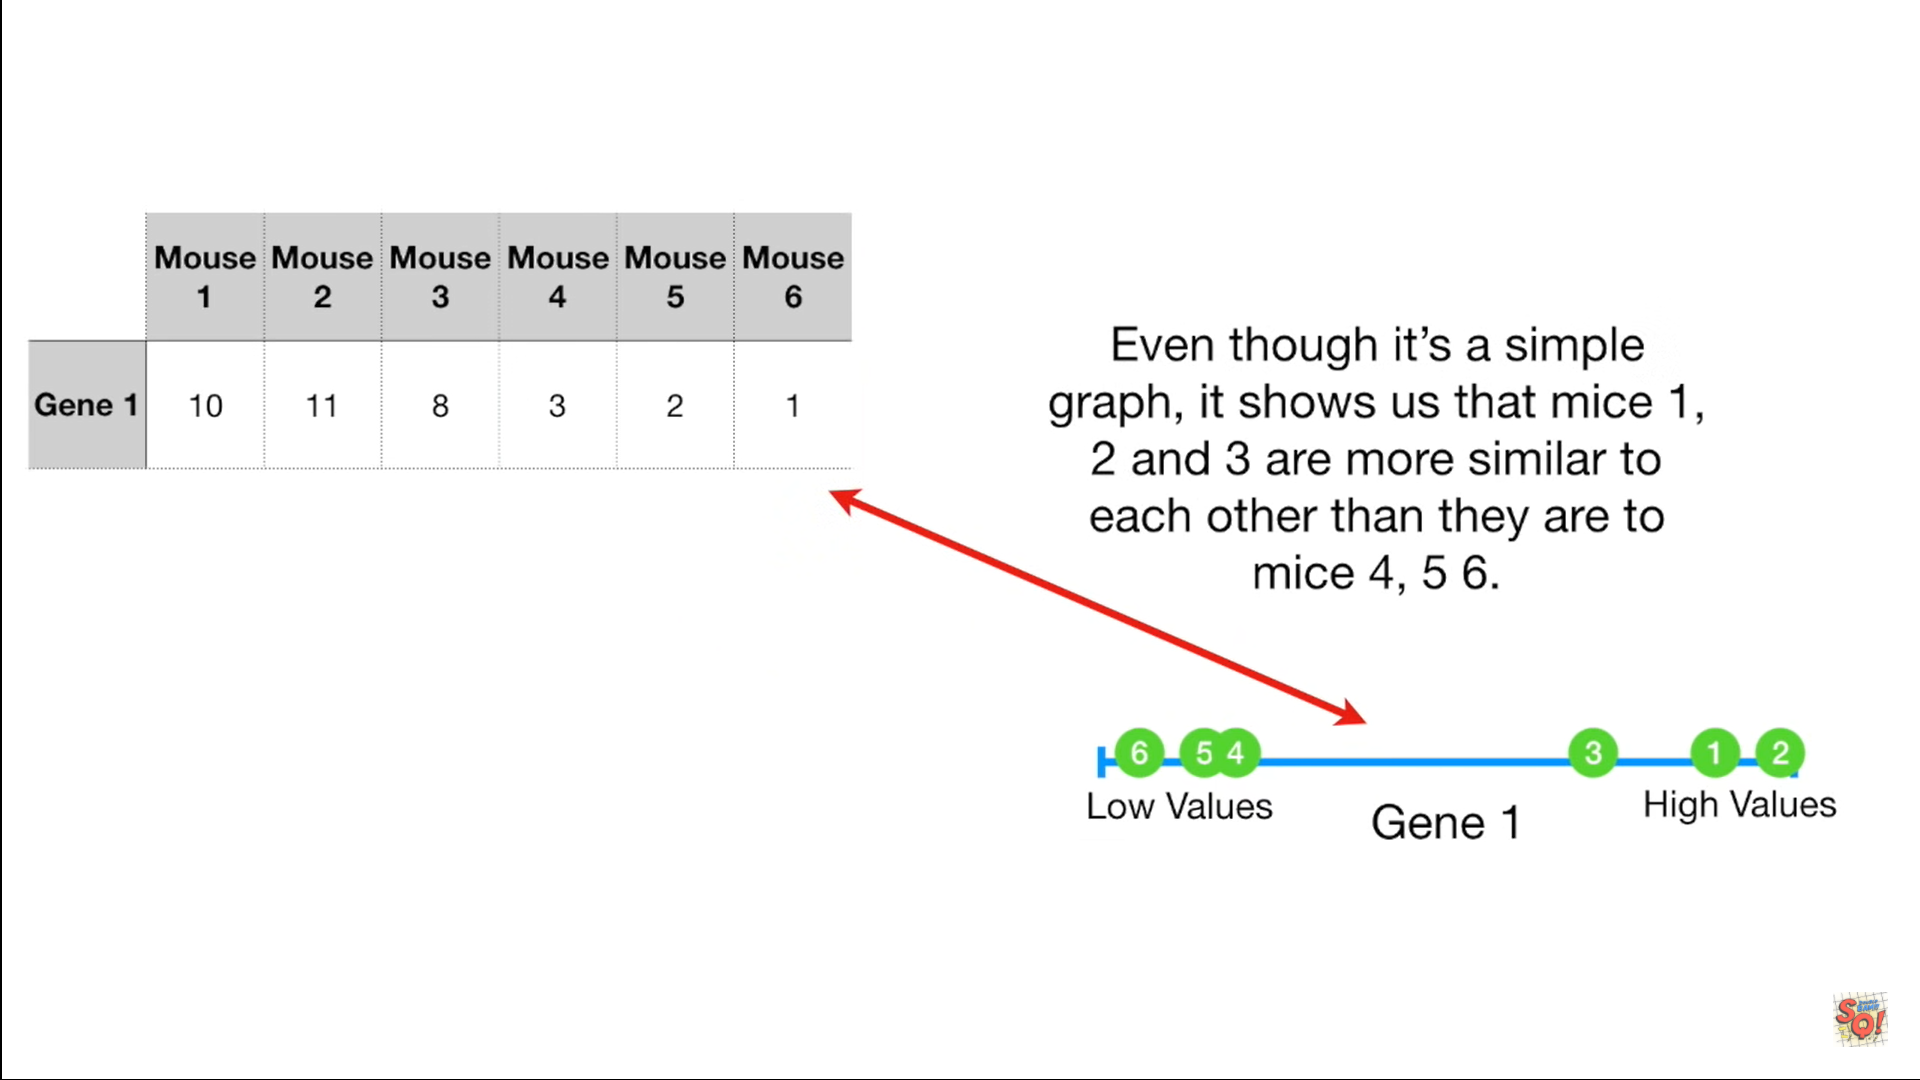 Mouse 1 Mouse 2 Mouse 3 Mouse 4 Mouse 5 Mouse 6
Gene 1 10 11 8 3 2 1
Even though it’s a simple
graph, it shows us that mice 1,
2 and 3 are more similar to
each other than they are to
mice 4, 5 6.
6 5 4 3 1 2
Low Values High Values
Gene 1
SQ!